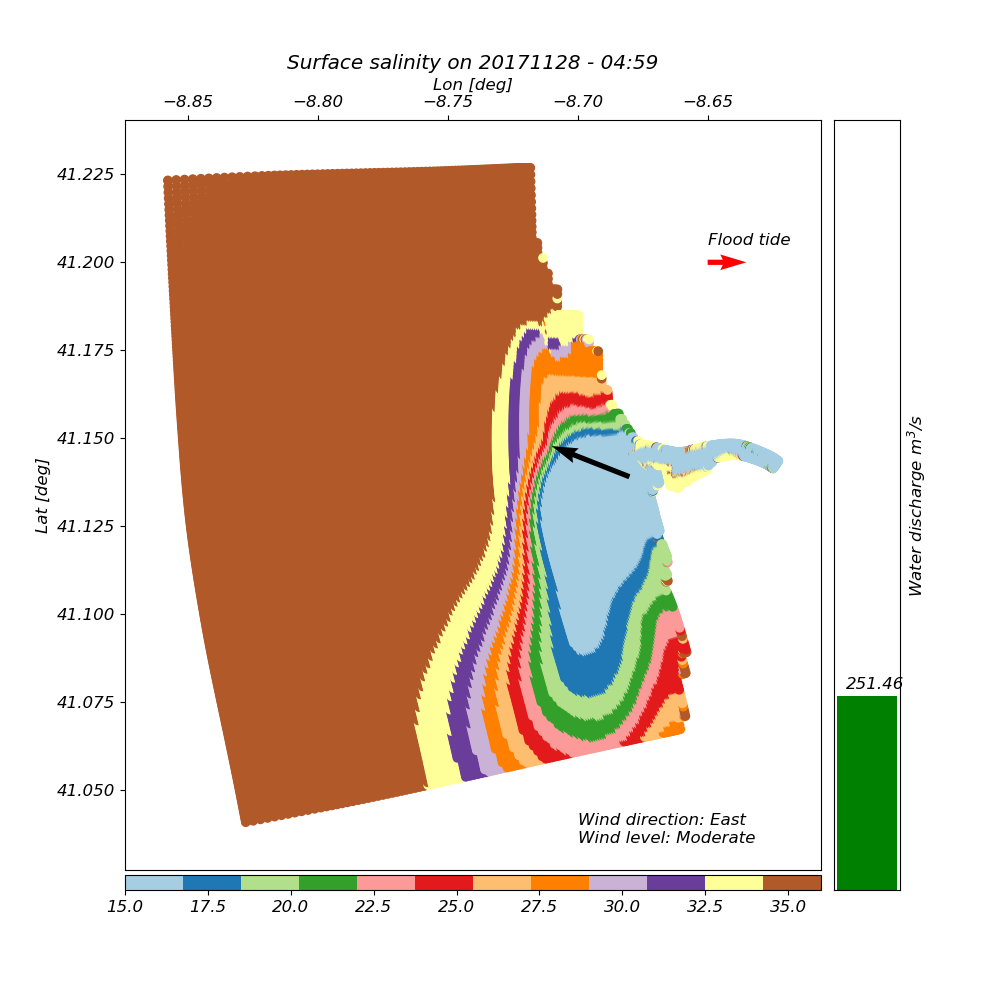 Surface salinity on 20171128 - 04:59
Lon [deg]
−8.85 −8.80 −8.75 −8.70 −8.65
41.225
41.200
41.175
41.150
41.125
41.100
41.075
41.050
Lat [deg]
Flood tide
Wind direction: East
Wind level: Moderate
251.46
Water discharge m³/s
15.0 17.5 20.0 22.5 25.0 27.5 30.0 32.5 35.0